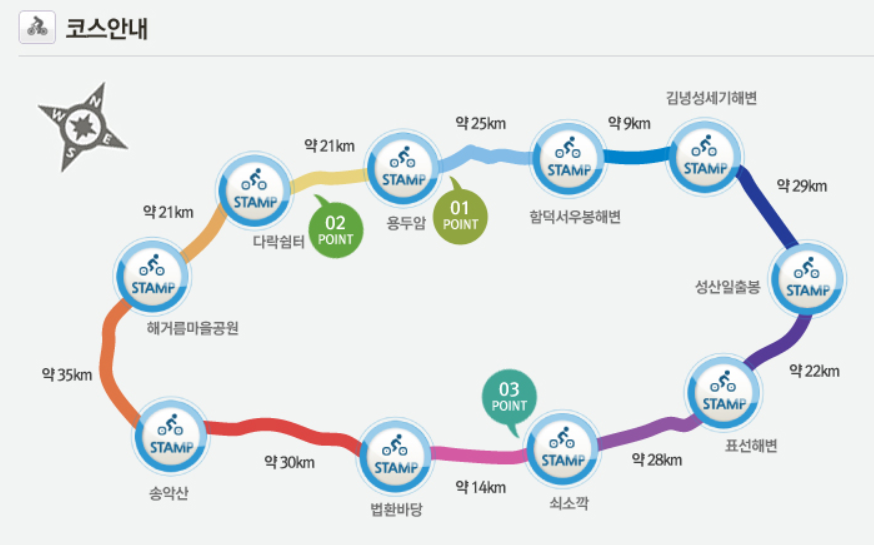 코스안내
N
W
E
S
김녕성세기해변
약 25km
약 9km
약 21km
STAMP
STAMP
STAMP
STAMP
약 29km
약 21km
01
POINT
02
POINT
용두암
함덕서우봉해변
다락쉼터
STAMP
성산일출봉
STAMP
해거름마을공원
약 35km
약 22km
03
POINT
STAMP
STAMP
STAMP
STAMP
표선해변
약 30km
약 28km
약 14km
송악산
법환바당
쇠소깍